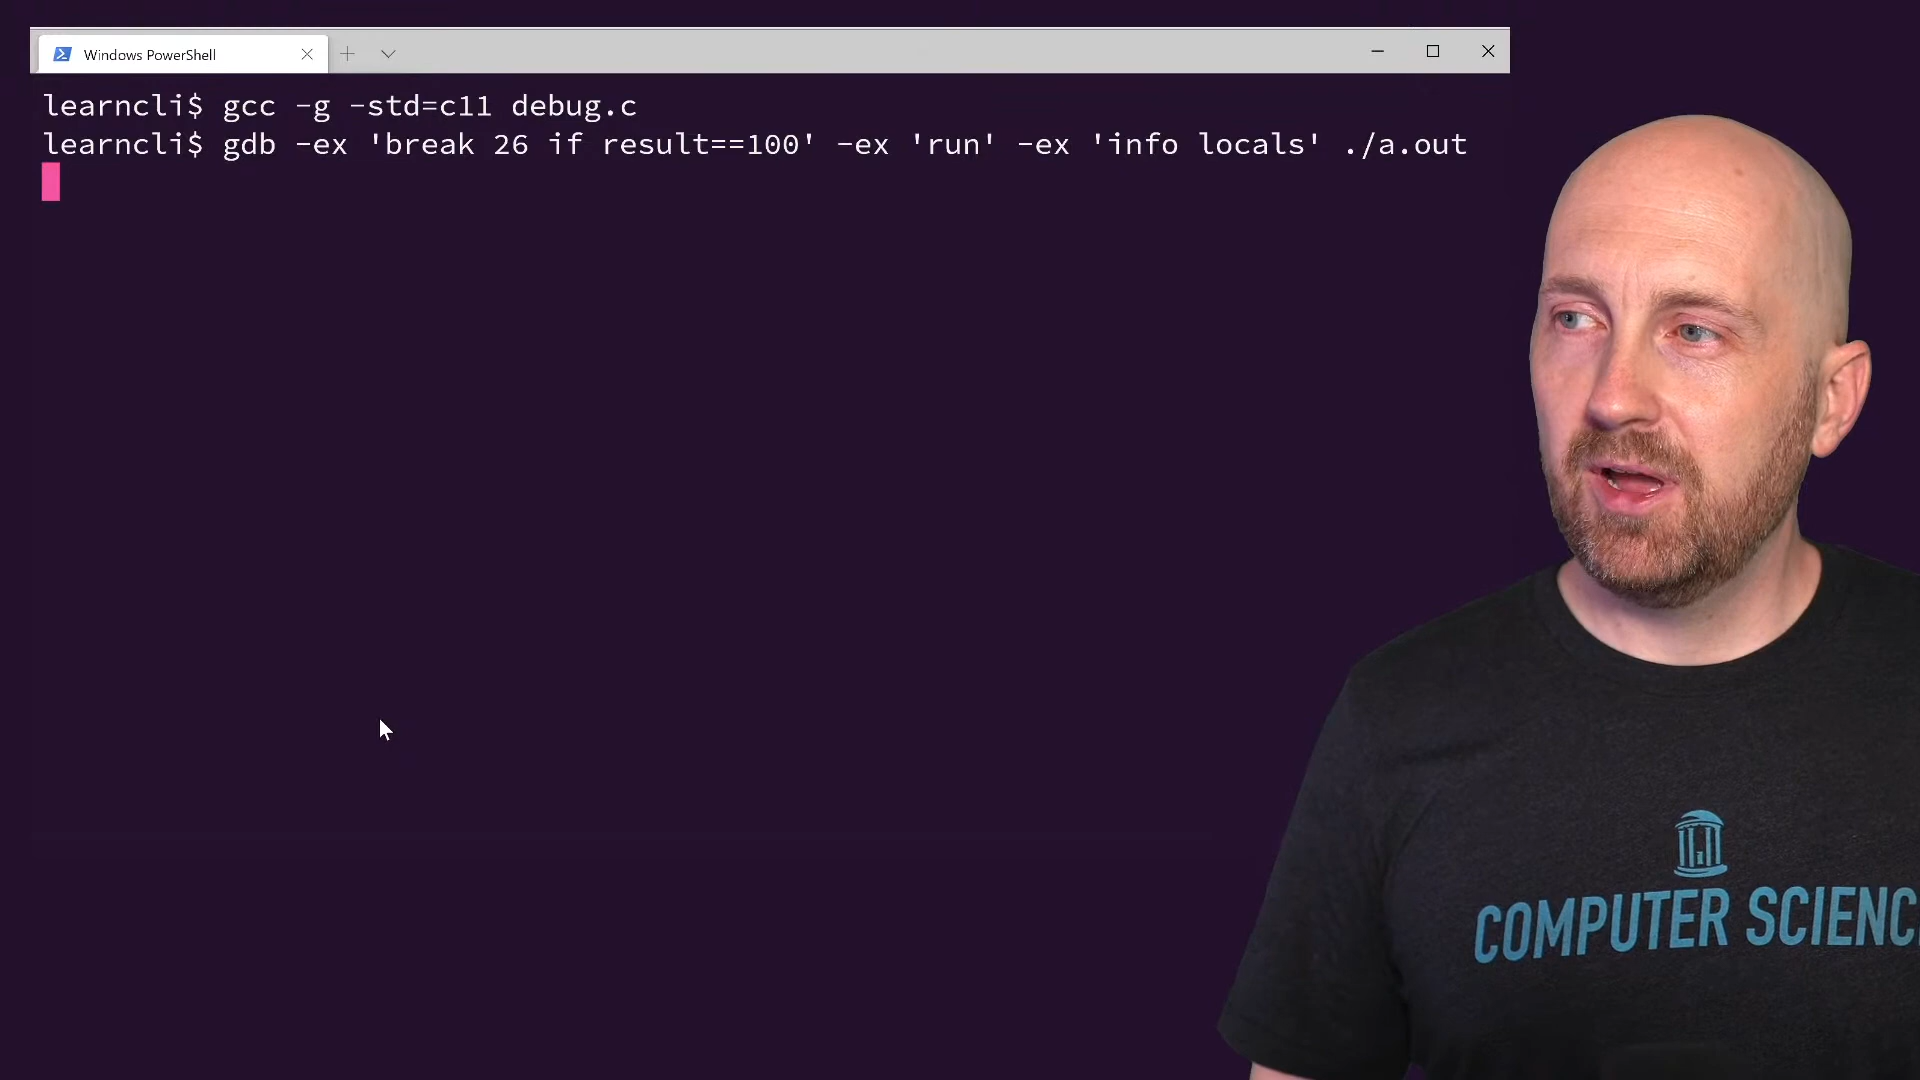 Windows PowerShell
learncli$ gcc -g -std=c11 debug.c
learncli$ gdb -ex 'break 26 if result==100' -ex 'run' -ex 'info locals' ./a.out
COMPUTER SCIENC